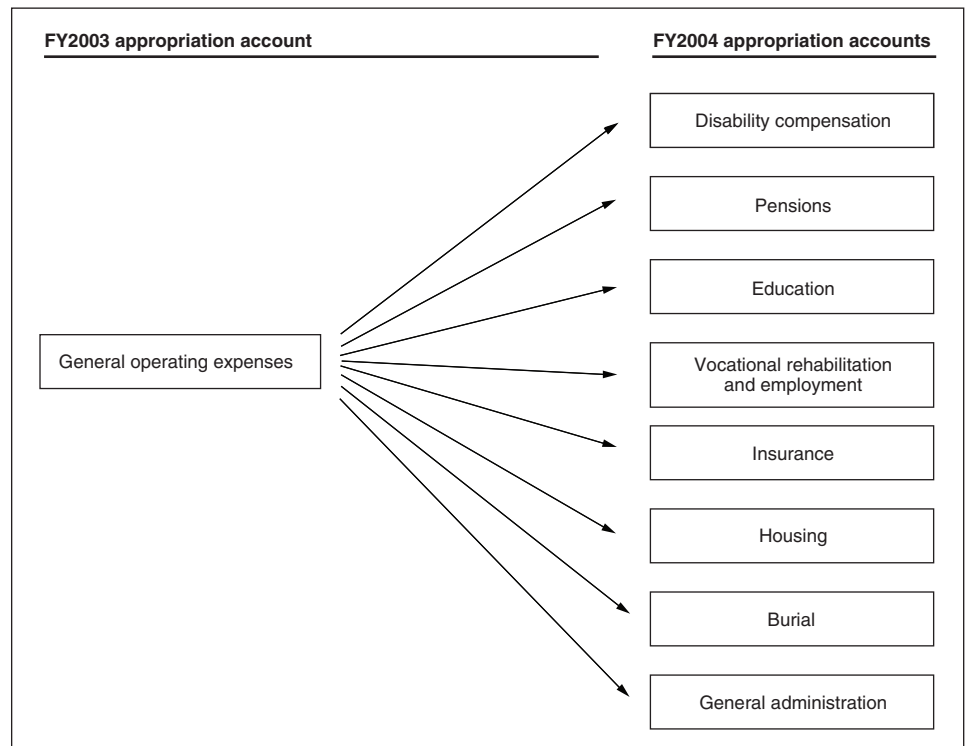 FY2003 appropriation account
FY2004 appropriation accounts
General operating expenses
Disability compensation
Pensions
Education
Vocational rehabilitation
and employment
Insurance
Housing
Burial
General administration